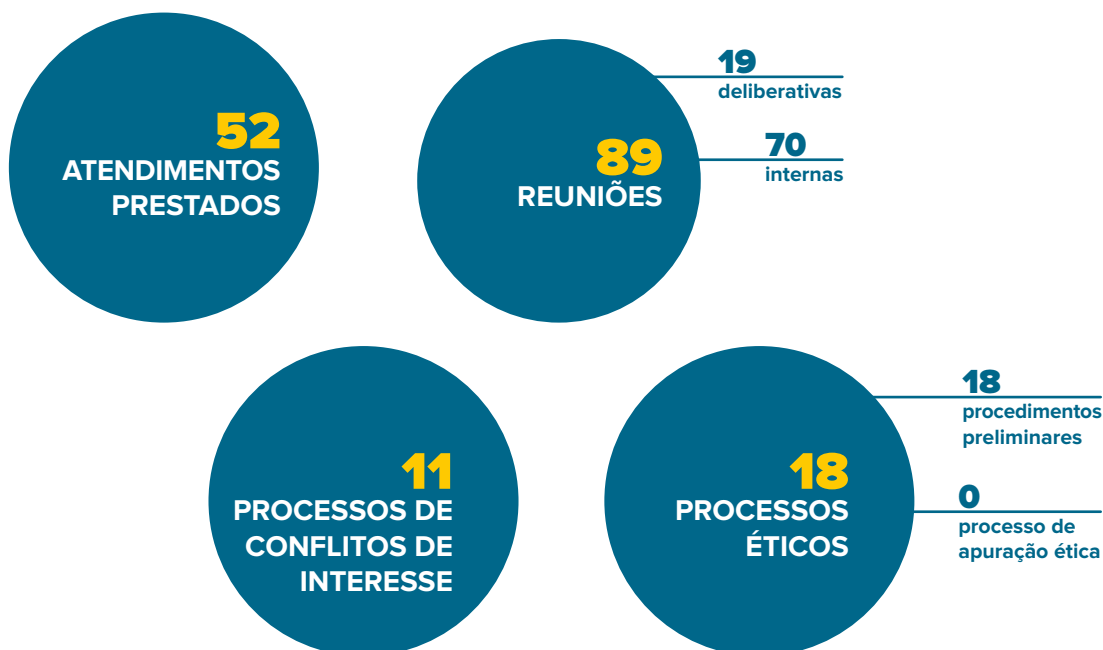 52
ATENDIMENTOS
PRESTADOS
89
REUNIÕES
19
deliberativas
70
internas
11
PROCESSOS DE
CONFLITOS DE
INTERESSE
18
PROCESSOS
ÉTICOS
18
procedimentos
preliminares
0
processo de
apuração ética